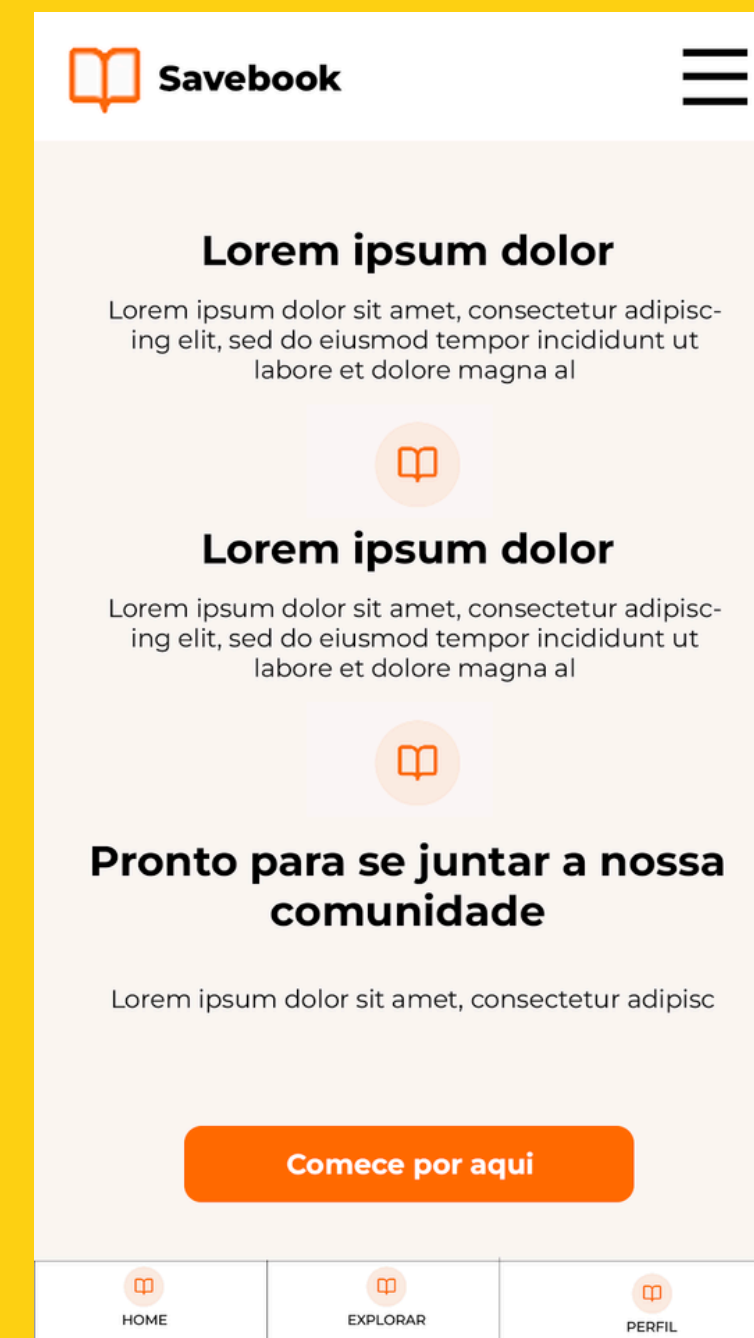 Savebook
Lorem ipsum dolor
Lorem ipsum dolor sit amet, consectetur adipisc-
ing elit, sed do eiusmod tempor incididunt ut
labore et dolore magna al
Lorem ipsum dolor
Lorem ipsum dolor sit amet, consectetur adipisc-
ing elit, sed do eiusmod tempor incididunt ut
labore et dolore magna al
Pronto para se juntar a nossa
comunidade
Lorem ipsum dolor sit amet, consectetur adipisc
Comece por aqui
HOME
EXPLORAR
PERFIL